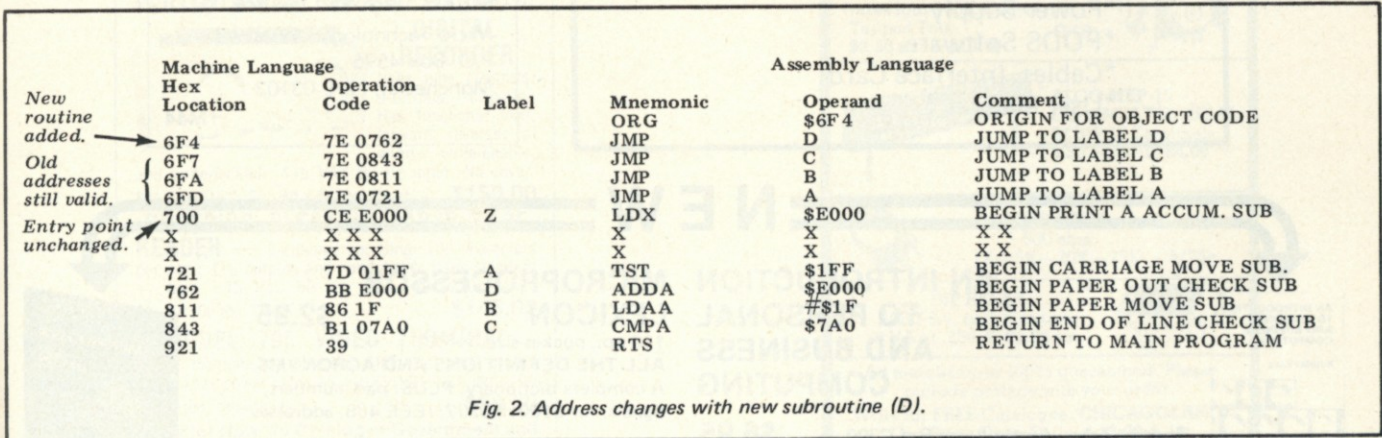 Machine Language Assembly Language
Hex Operation
Location Code Label Mnemonic Operand Comment
ORG $6F4 ORIGIN FOR OBJECT CODE
New
routine
added.
6F4 7E 0762 JMP D JUMP TO LABEL D
6F7 7E 0843 JMP C JUMP TO LABEL C
Old
addresses
still valid.
6FA 7E 0811 JMP B JUMP TO LABEL B
6FD 7E 0721 JMP A JUMP TO LABEL A
Entry point
unchanged.
700 CE E000 Z LDX $E000 BEGIN PRINT A ACCUM. SUB
X X X X X X X X
X X X X X X X X
721 7D 01FF A TST $1FF BEGIN CARRIAGE MOVE SUB.
762 BB E000 D ADDA $E000 BEGIN PAPER OUT CHECK SUB
811 86 1F B LDAA #$1F BEGIN PAPER MOVE SUB
843 B1 07A0 C CMPA $7A0 BEGIN END OF LINE CHECK SUB
921 39 RTS RETURN TO MAIN PROGRAM
Fig. 2. Address changes with new subroutine (D).